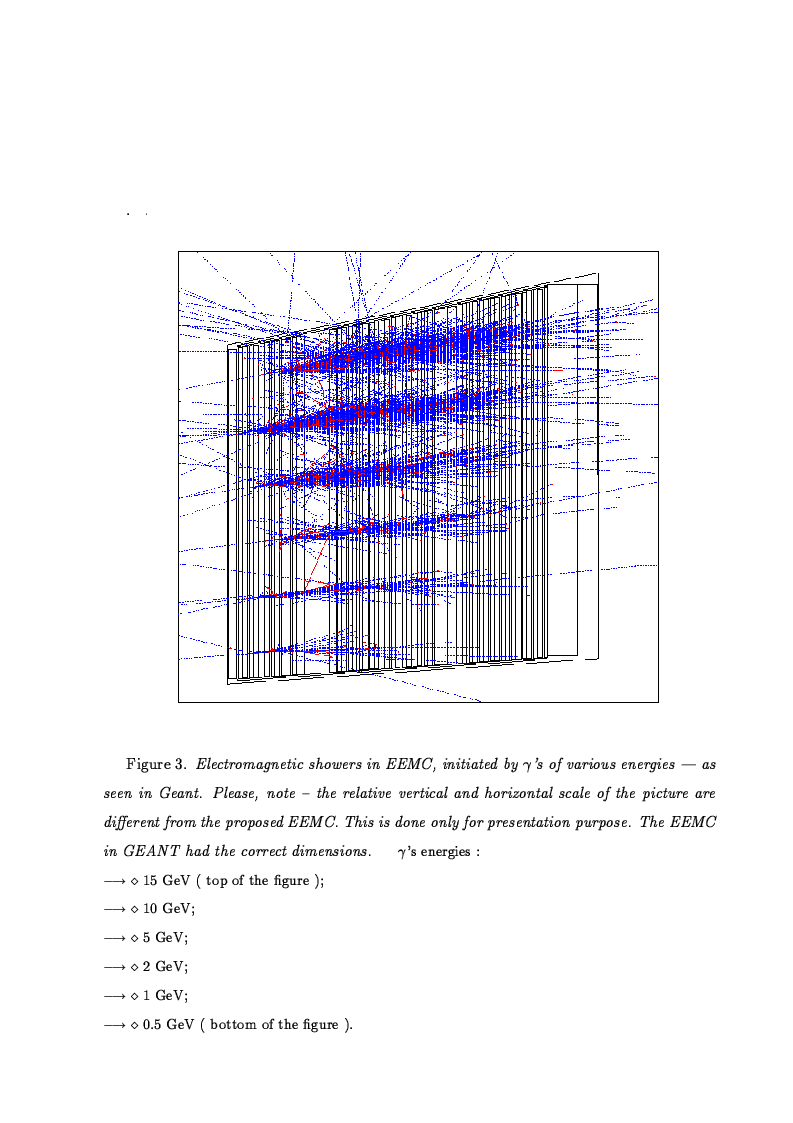 Figure 3. Electromagnetic showers in EEMC, initiated by γ's of various energies — as
seen in Geant. Please, note – the relative vertical and horizontal scale of the picture are
different from the proposed EEMC. This is done only for presentation purpose. The EEMC
in GEANT had the correct dimensions. γ's energies :
⟶ ⋄ 15 GeV ( top of the figure );
⟶ ⋄ 10 GeV;
⟶ ⋄ 5 GeV;
⟶ ⋄ 2 GeV;
⟶ ⋄ 1 GeV;
⟶ ⋄ 0.5 GeV ( bottom of the figure ).